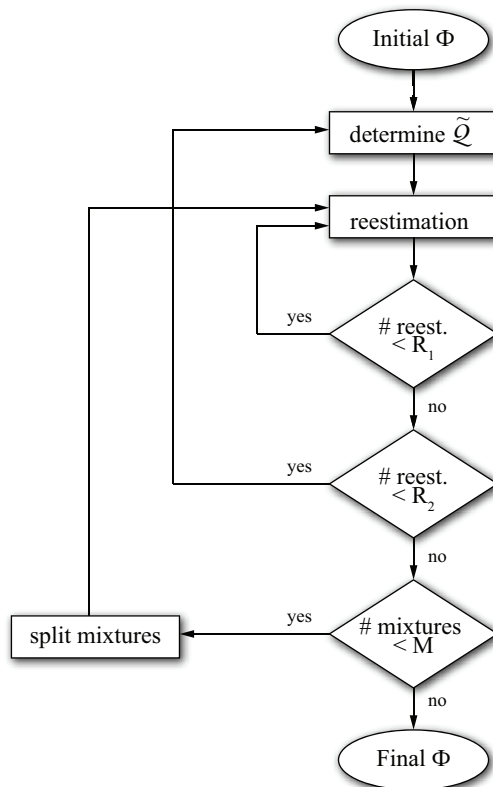 Initial Φ
determine Q̃
reestimation
yes
# reest.
< R₁
no
yes
# reest.
< R₂
no
split mixtures
yes
# mixtures
< M
no
Final Φ